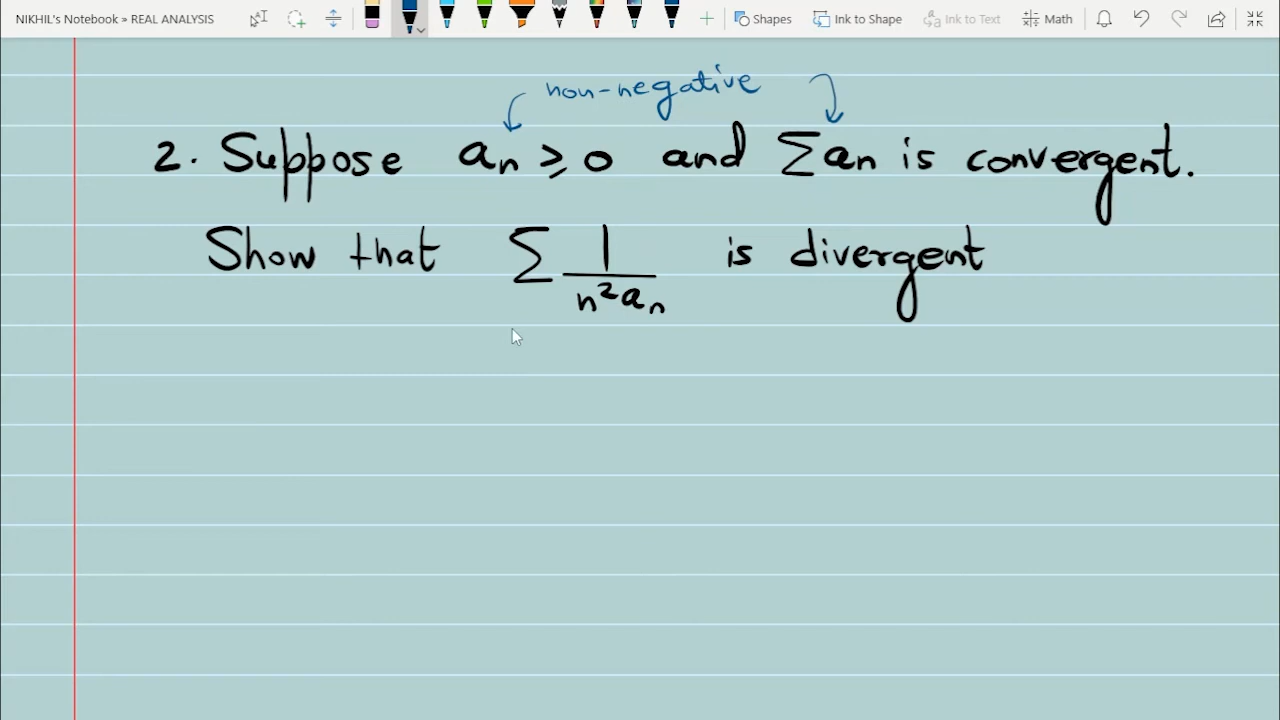 NIKHIL's Notebook → REAL ANALYSIS Shapes Ink to Shape Ink to Text Math
non-negative
2. Suppose aₙ ⩾ 0 and ∑aₙ is convergent.
Show that ∑ 1/(n²aₙ) is divergent